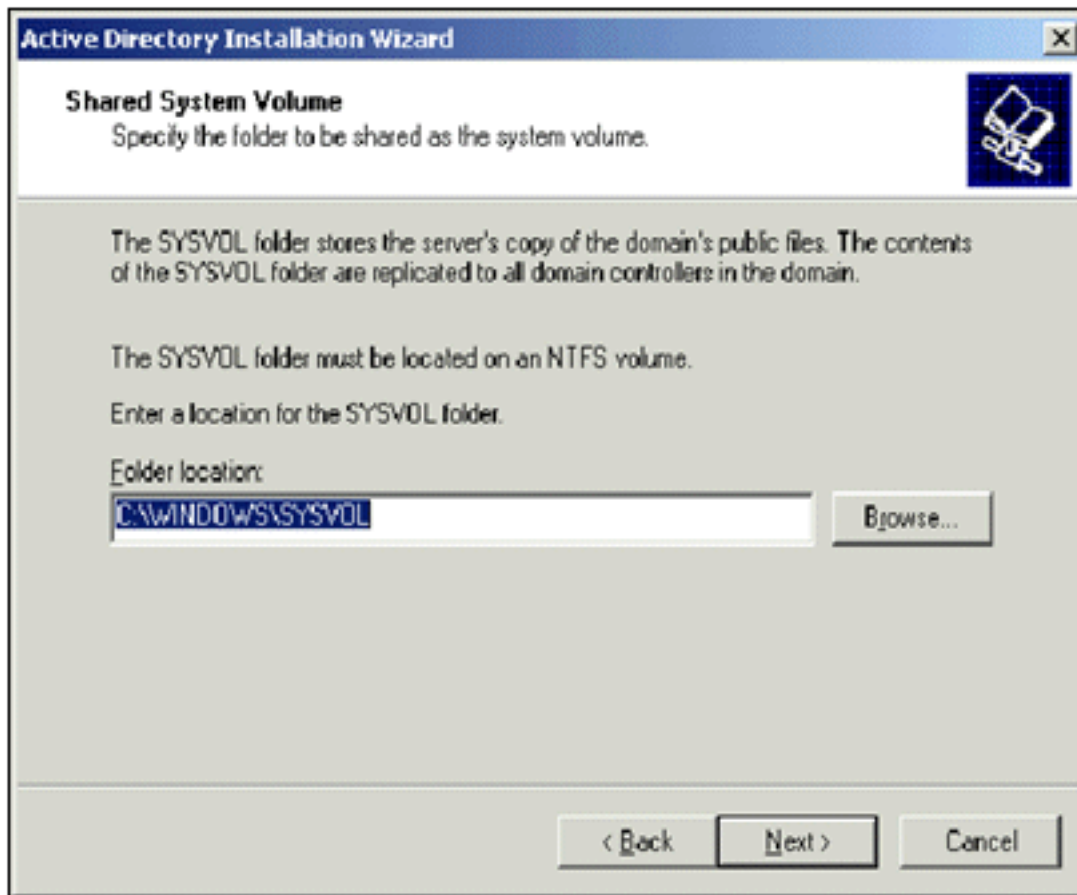 Active Directory Installation Wizard
Shared System Volume
Specify the folder to be shared as the system volume.
The SYSVOL folder stores the server's copy of the domain's public files. The contents
of the SYSVOL folder are replicated to all domain controllers in the domain.
The SYSVOL folder must be located on an NTFS volume.
Enter a location for the SYSVOL folder.
Folder location:
C:\WINDOWS\SYSVOL
Browse...
< Back
Next >
Cancel